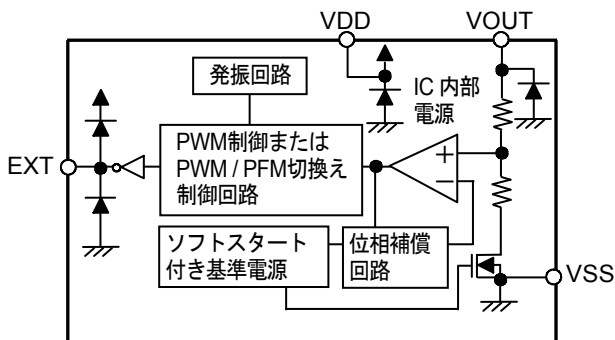 VDD
VOUT
発振回路
IC 内部
電源
PWM制御または
PWM / PFM切換え
制御回路
EXT
+
−
ソフトスタート
付き基準電源
位相補償
回路
VSS